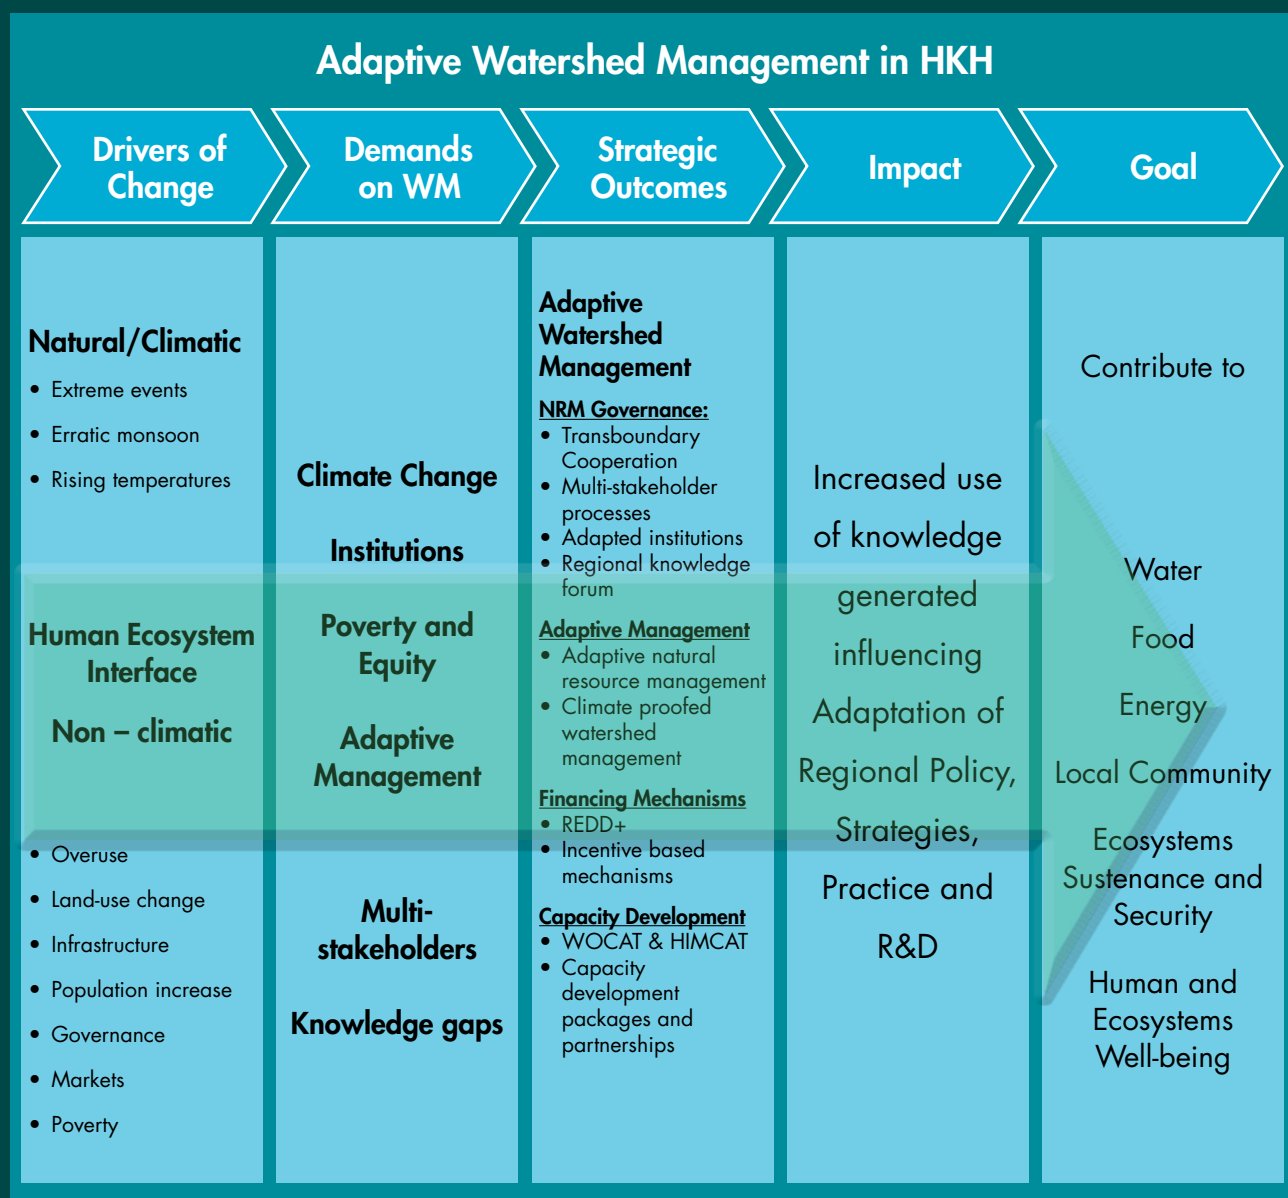 Adaptive Watershed Management in HKH
Drivers of
Change
Demands
on WM
Strategic
Outcomes
Impact
Goal
Natural/Climatic
• Extreme events
• Erratic monsoon
• Rising temperatures
Human Ecosystem
Interface
Non – climatic
• Overuse
• Land-use change
• Infrastructure
• Population increase
• Governance
• Markets
• Poverty
Climate Change
Institutions
Poverty and
Equity
Adaptive
Management
Multi-
stakeholders
Knowledge gaps
Adaptive
Watershed
Management
NRM Governance:
• Transboundary
Cooperation
• Multi-stakeholder
processes
• Adapted institutions
• Regional knowledge
forum
Adaptive Management
• Adaptive natural
resource management
• Climate proofed
watershed
management
Financing Mechanisms
• REDD+
• Incentive based
mechanisms
Capacity Development
• WOCAT & HIMCAT
• Capacity
development
packages and
partnerships
Increased use
of knowledge
generated
influencing
Adaptation of
Regional Policy,
Strategies,
Practice and
R&D
Contribute to
Water
Food
Energy
Local Community
Ecosystems
Sustenance and
Security
Human and
Ecosystems
Well-being